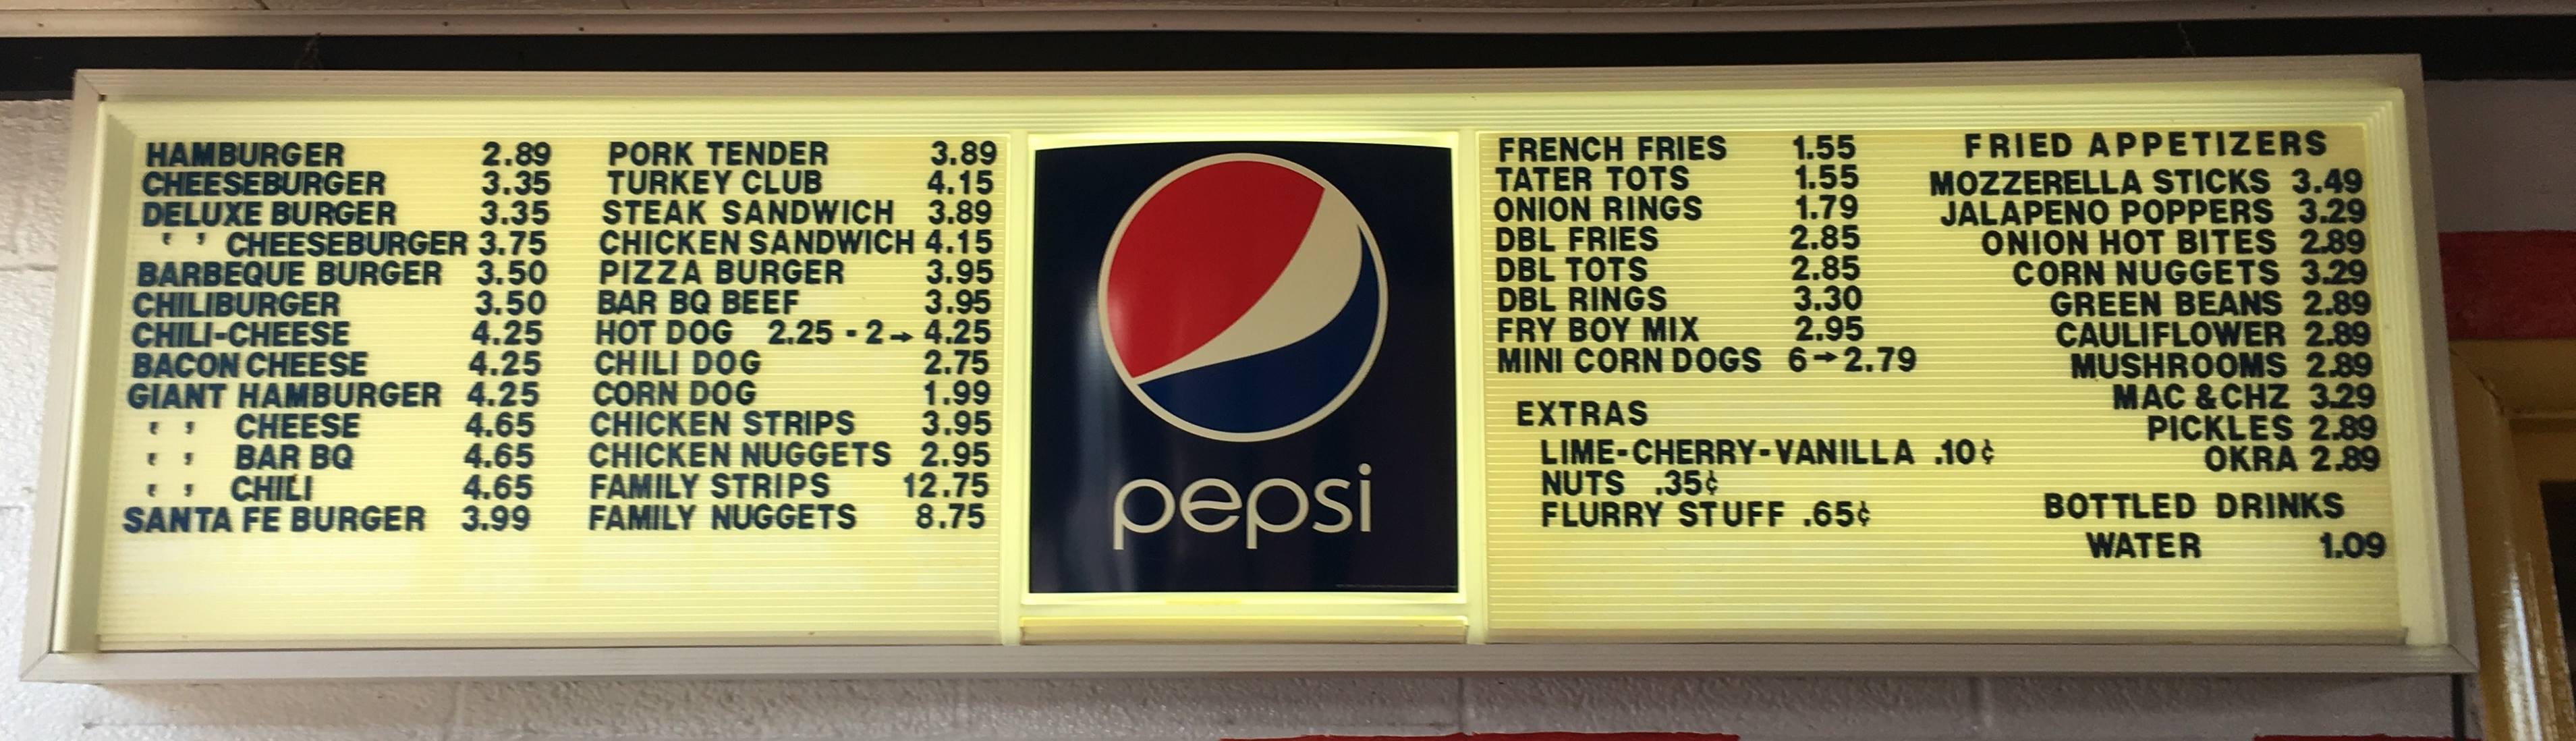 HAMBURGER 2.89
CHEESEBURGER 3.35
DELUXE BURGER 3.35
" CHEESEBURGER 3.75
BARBEQUE BURGER 3.50
CHILIBURGER 3.50
CHILI-CHEESE 4.25
BACON CHEESE 4.25
GIANT HAMBURGER 4.25
" CHEESE 4.65
" BAR BQ 4.65
" CHILI 4.65
SANTA FE BURGER 3.99
PORK TENDER 3.89
TURKEY CLUB 4.15
STEAK SANDWICH 3.89
CHICKEN SANDWICH 4.15
PIZZA BURGER 3.95
BAR BQ BEEF 3.95
HOT DOG 2.25 - 2→ 4.25
CHILI DOG 2.75
CORN DOG 1.99
CHICKEN STRIPS 3.95
CHICKEN NUGGETS 2.95
FAMILY STRIPS 12.75
FAMILY NUGGETS 8.75
pepsi
FRENCH FRIES 1.55
TATER TOTS 1.55
ONION RINGS 1.79
DBL FRIES 2.85
DBL TOTS 2.85
DBL RINGS 3.30
FRY BOY MIX 2.95
MINI CORN DOGS 6→2.79
EXTRAS
LIME-CHERRY-VANILLA .10¢
NUTS .35¢
FLURRY STUFF .65¢
FRIED APPETIZERS
MOZZERELLA STICKS 3.49
JALAPENO POPPERS 3.29
ONION HOT BITES 2.89
CORN NUGGETS 3.29
GREEN BEANS 2.89
CAULIFLOWER 2.89
MUSHROOMS 2.89
MAC & CHZ 3.29
PICKLES 2.89
OKRA 2.89
BOTTLED DRINKS
WATER 1.09